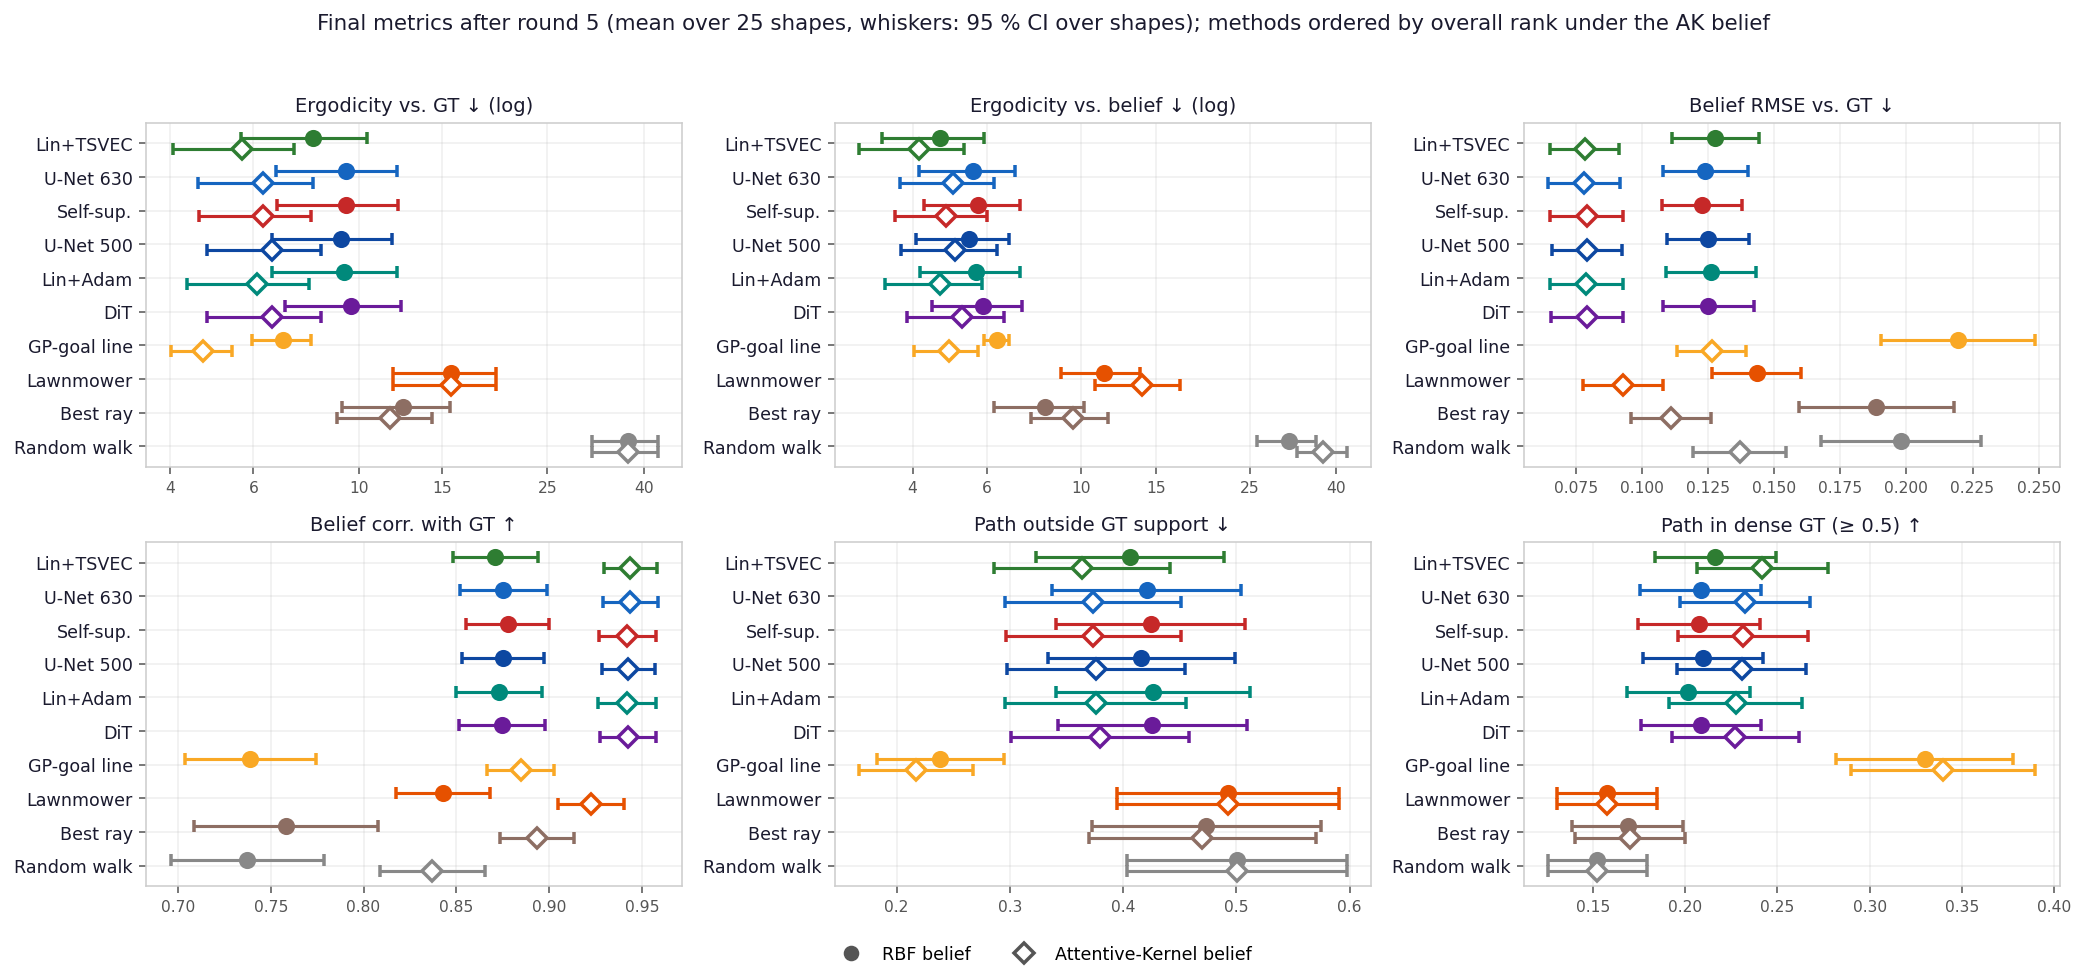 Final metrics after round 5 (mean over 25 shapes, whiskers: 95 % CI over shapes); methods ordered by overall rank under the AK belief
Ergodicity vs. GT ↓ (log)
Lin+TSVEC
U-Net 630
Self-sup.
U-Net 500
Lin+Adam
DiT
GP-goal line
Lawnmower
Best ray
Random walk
4 6 10 15 25 40
Ergodicity vs. belief ↓ (log)
Lin+TSVEC
U-Net 630
Self-sup.
U-Net 500
Lin+Adam
DiT
GP-goal line
Lawnmower
Best ray
Random walk
4 6 10 15 25 40
Belief RMSE vs. GT ↓
Lin+TSVEC
U-Net 630
Self-sup.
U-Net 500
Lin+Adam
DiT
GP-goal line
Lawnmower
Best ray
Random walk
0.075 0.100 0.125 0.150 0.175 0.200 0.225 0.250
Belief corr. with GT ↑
Lin+TSVEC
U-Net 630
Self-sup.
U-Net 500
Lin+Adam
DiT
GP-goal line
Lawnmower
Best ray
Random walk
0.70 0.75 0.80 0.85 0.90 0.95
Path outside GT support ↓
Lin+TSVEC
U-Net 630
Self-sup.
U-Net 500
Lin+Adam
DiT
GP-goal line
Lawnmower
Best ray
Random walk
0.2 0.3 0.4 0.5 0.6
Path in dense GT (≥ 0.5) ↑
Lin+TSVEC
U-Net 630
Self-sup.
U-Net 500
Lin+Adam
DiT
GP-goal line
Lawnmower
Best ray
Random walk
0.15 0.20 0.25 0.30 0.35 0.40
RBF belief
Attentive-Kernel belief